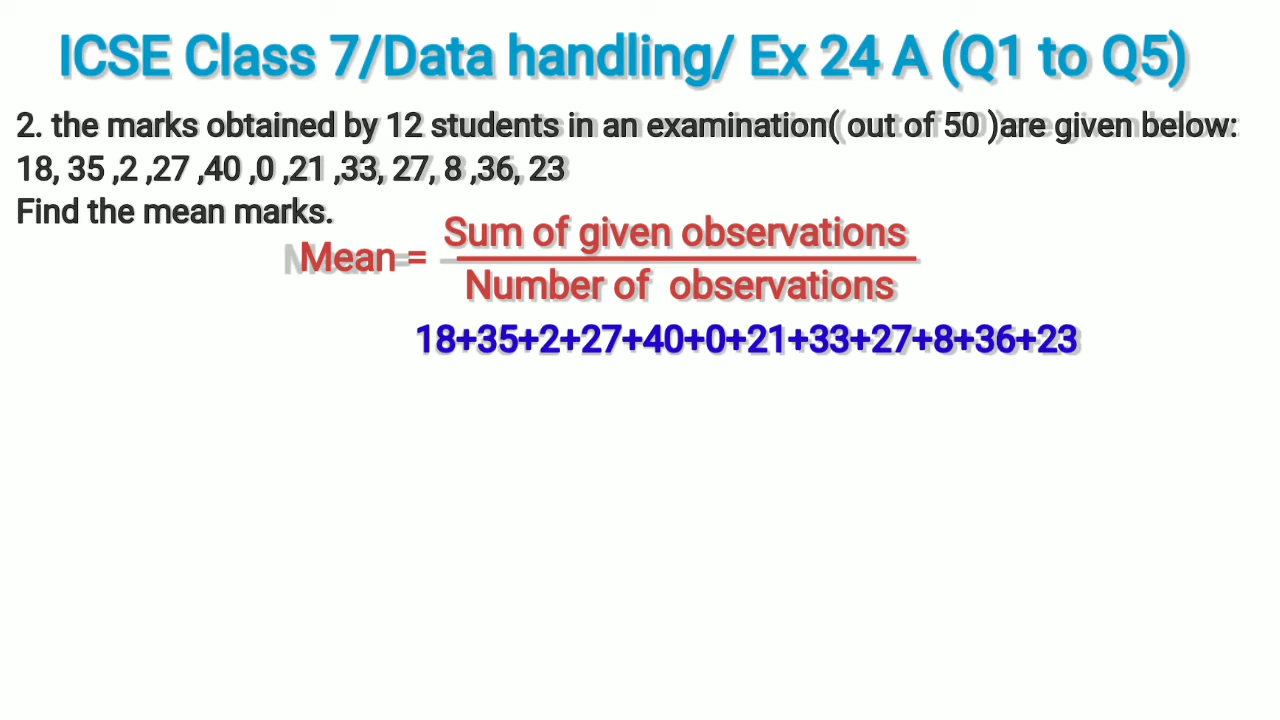 ICSE Class 7/Data handling/ Ex 24 A (Q1 to Q5)
2. the marks obtained by 12 students in an examination( out of 50 )are given below:
18, 35 ,2 ,27 ,40 ,0 ,21 ,33, 27, 8 ,36, 23
Find the mean marks.
Mean = Sum of given observations
Number of observations
18+35+2+27+40+0+21+33+27+8+36+23